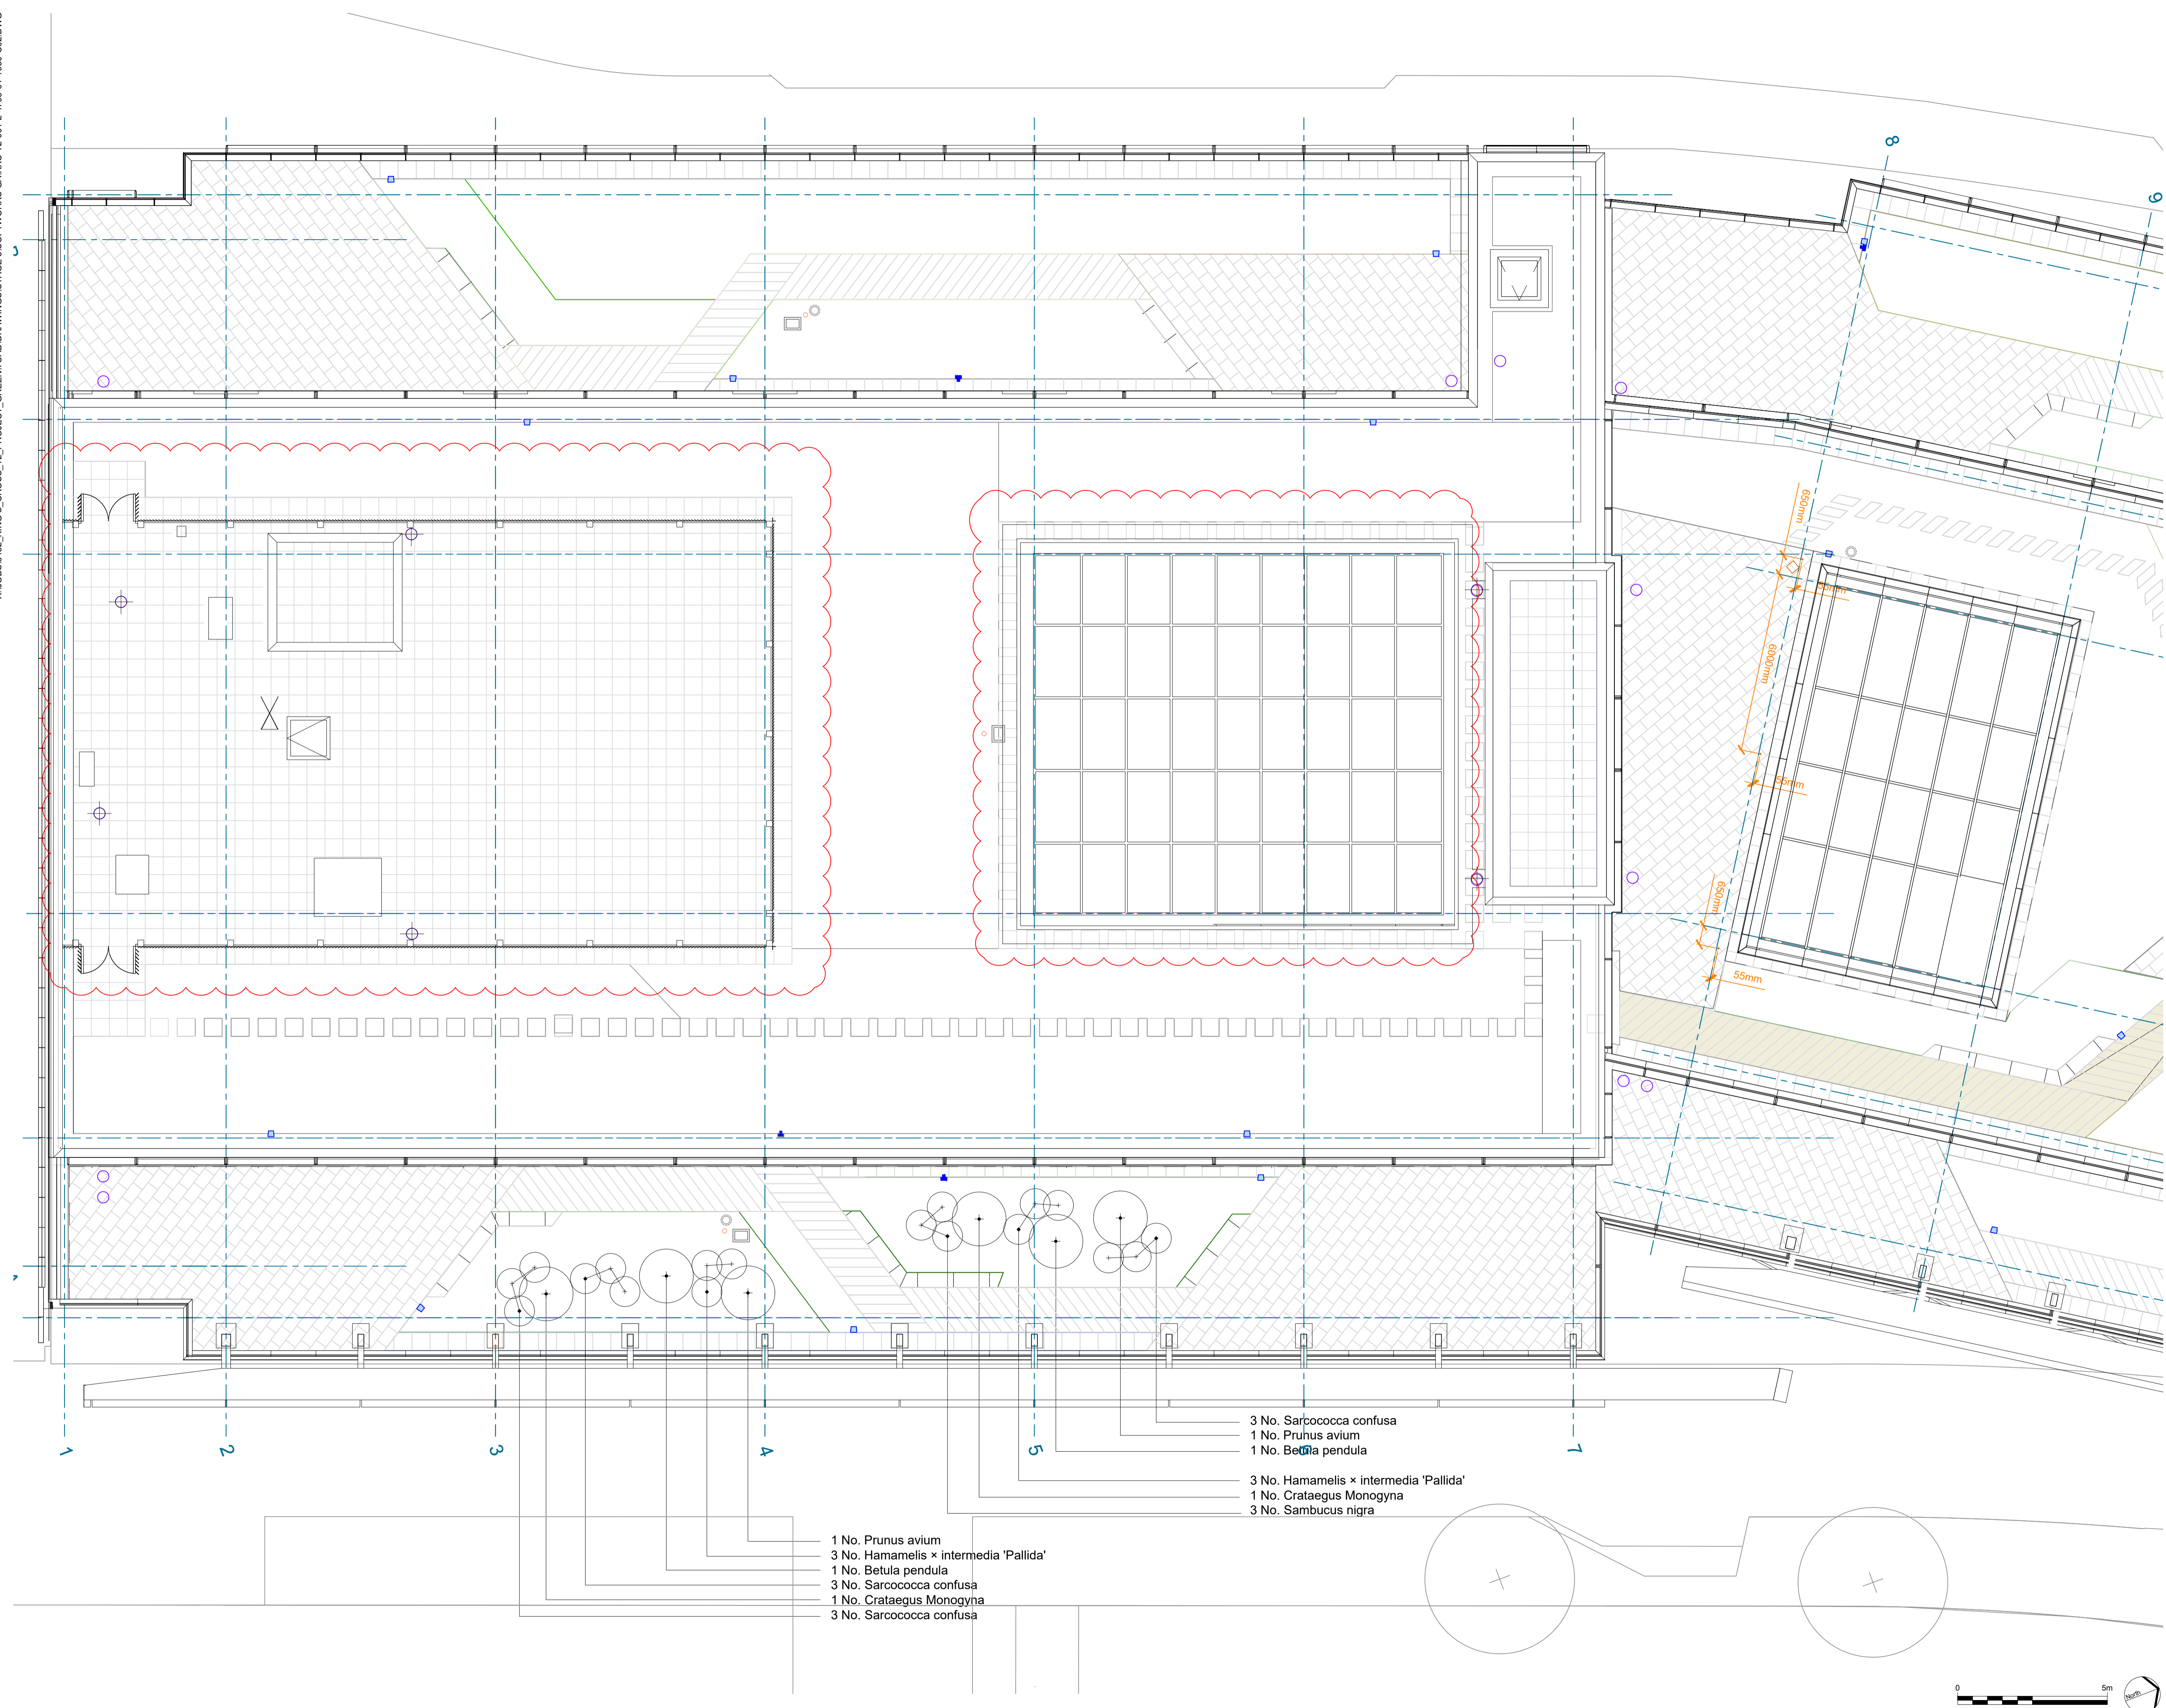 8
9
650mm
55mm
6000mm
55mm
650mm
55mm
1
2
3
4
5
6
7
3 No. Sarcococca confusa
1 No. Prunus avium
1 No. Betula pendula
3 No. Hamamelis × intermedia 'Pallida'
1 No. Crataegus Monogyna
3 No. Sambucus nigra
1 No. Prunus avium
3 No. Hamamelis × intermedia 'Pallida'
1 No. Betula pendula
3 No. Sarcococca confusa
1 No. Crataegus Monogyna
3 No. Sarcococca confusa
0
5m
North